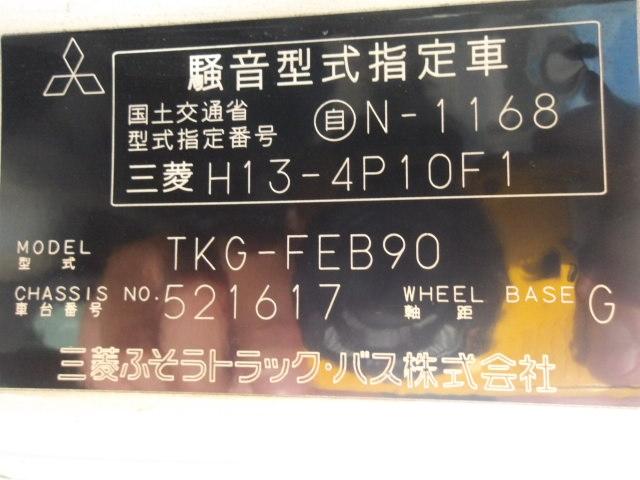 騒音型式指定車
国土交通省
型式指定番号
自N-1168
三菱 H13-4P10F1
MODEL
型式
TKG-FEB90
CHASSIS NO.
車台番号
521617
WHEEL BASE
軸距
G
三菱ふそうトラック・バス株式会社